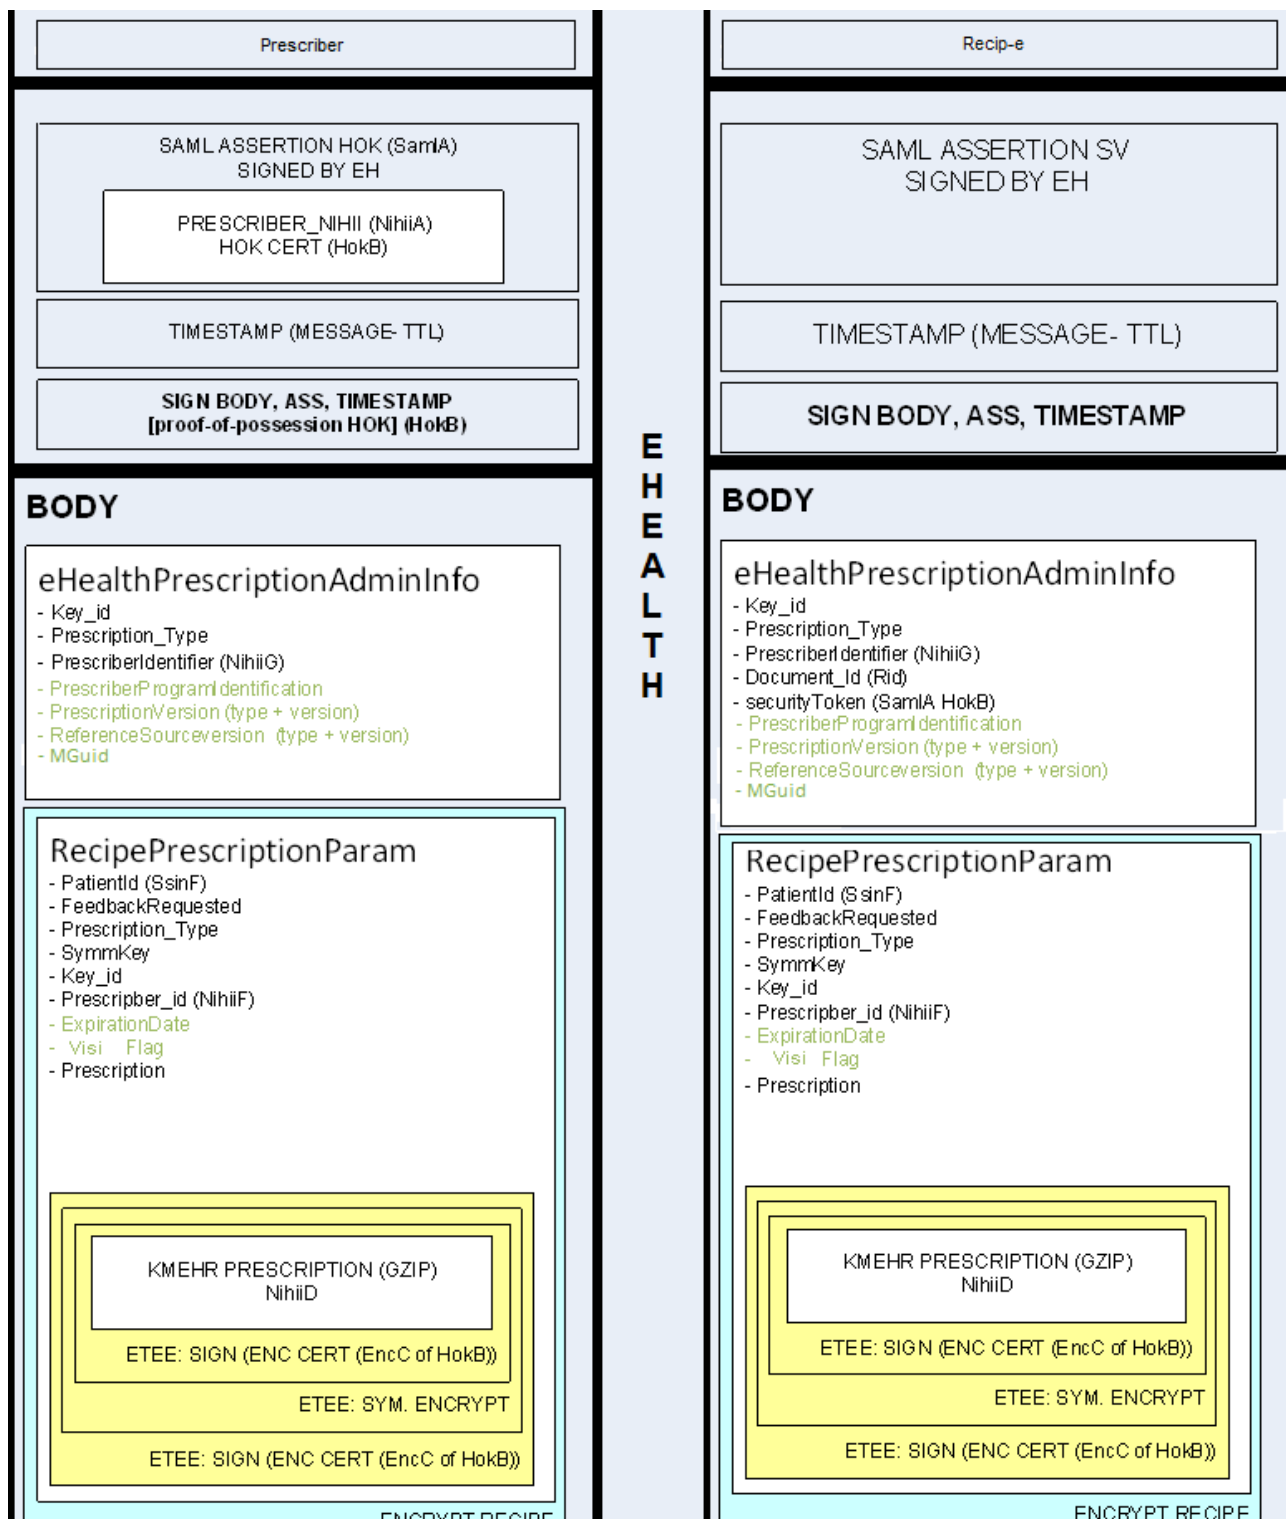 Prescriber
SAML ASSERTION HOK (SamlA)
SIGNED BY EH
PRESCRIBER_NIHII (NihiiA)
HOK CERT (HokB)
TIMESTAMP (MESSAGE- TTL)
SIGN BODY, ASS, TIMESTAMP
[proof-of-possession HOK] (HokB)
BODY
eHealthPrescriptionAdminInfo
- Key_id
- Prescription_Type
- PrescriberIdentifier (NihiiG)
- PrescriberProgramIdentification
- PrescriptionVersion (type + version)
- ReferenceSourceversion (type + version)
- MGuid
RecipePrescriptionParam
- PatientId (SsinF)
- FeedbackRequested
- Prescription_Type
- SymmKey
- Key_id
- Prescripber_id (NihiiF)
- ExpirationDate
- Visi Flag
- Prescription
KMEHR PRESCRIPTION (GZIP)
NihiiD
ETEE: SIGN (ENC CERT (EncC of HokB))
ETEE: SYM. ENCRYPT
ETEE: SIGN (ENC CERT (EncC of HokB))
ENCRYPT RECIPE
E
H
E
A
L
T
H
Recip-e
SAML ASSERTION SV
SIGNED BY EH
TIMESTAMP (MESSAGE- TTL)
SIGN BODY, ASS, TIMESTAMP
BODY
eHealthPrescriptionAdminInfo
- Key_id
- Prescription_Type
- PrescriberIdentifier (NihiiG)
- Document_Id (Rid)
- securityToken (SamlA HokB)
- PrescriberProgramIdentification
- PrescriptionVersion (type + version)
- ReferenceSourceversion (type + version)
- MGuid
RecipePrescriptionParam
- PatientId (SsinF)
- FeedbackRequested
- Prescription_Type
- SymmKey
- Key_id
- Prescripber_id (NihiiF)
- ExpirationDate
- Visi Flag
- Prescription
KMEHR PRESCRIPTION (GZIP)
NihiiD
ETEE: SIGN (ENC CERT (EncC of HokB))
ETEE: SYM. ENCRYPT
ETEE: SIGN (ENC CERT (EncC of HokB))
ENCRYPT RECIPE